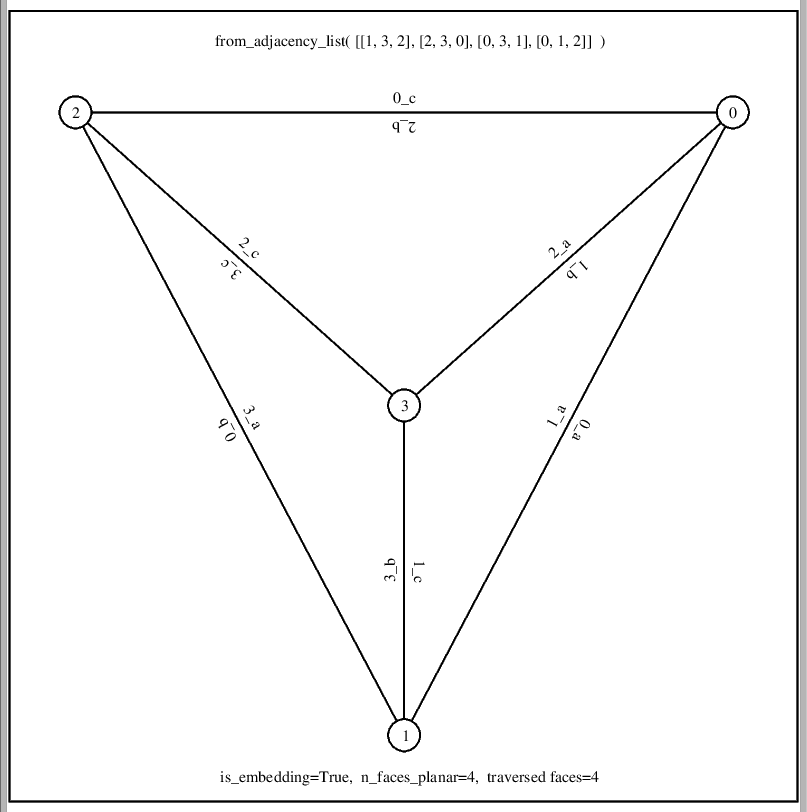 from_adjacency_list( [[1, 3, 2], [2, 3, 0], [0, 3, 1], [0, 1, 2]] )
0_c
2
0
2_b
2_c
2_a
3_c
1_b
3
3_a
1_a
0_b
0_a
3_b
1_c
1
is_embedding=True, n_faces_planar=4, traversed faces=4